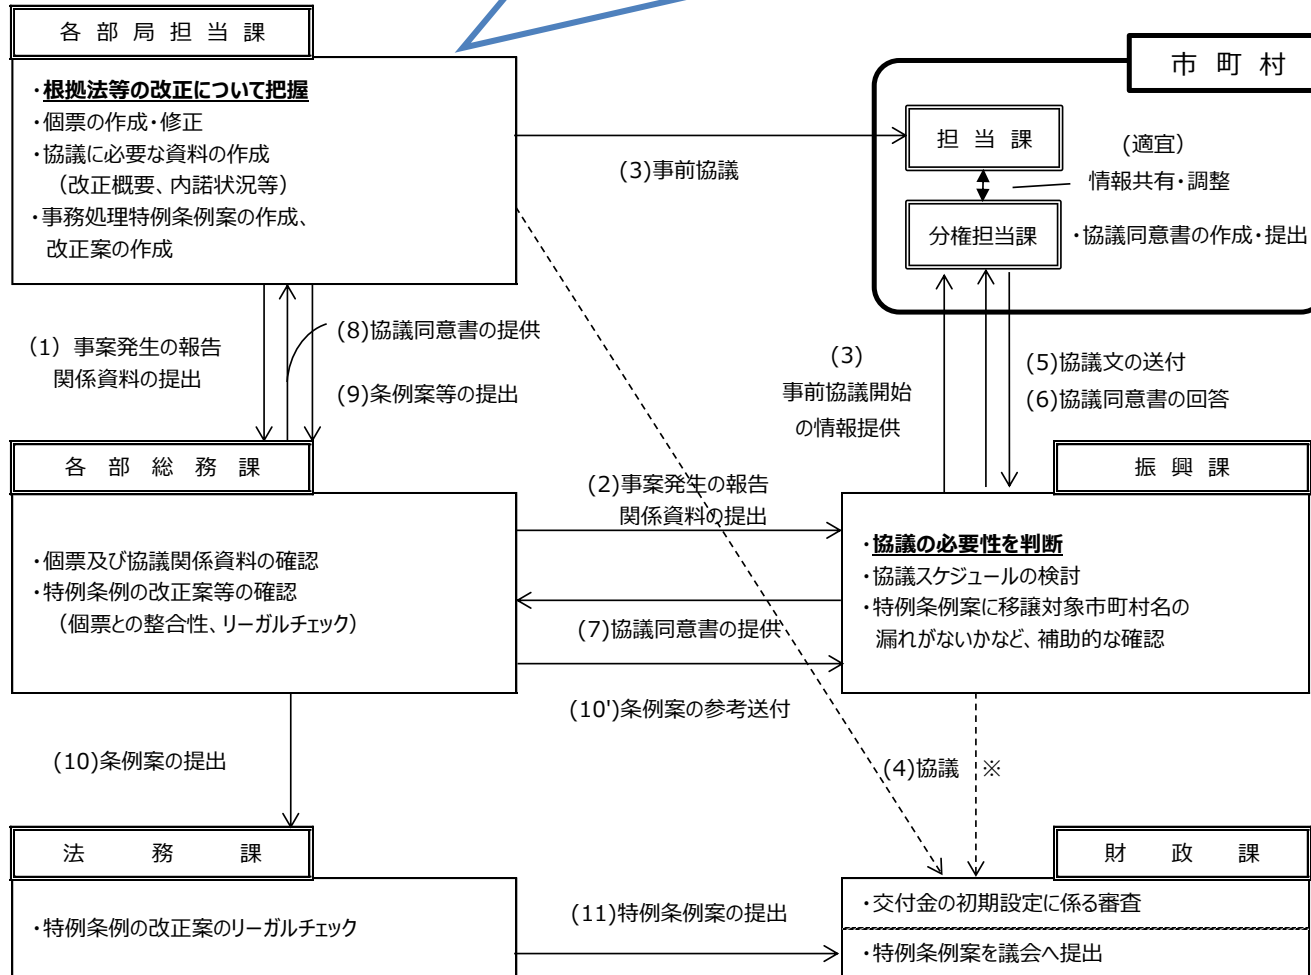 各部局担当課
・根拠法等の改正について把握
・個票の作成・修正
・協議に必要な資料の作成
（改正概要、内諾状況等）
・事務処理特例条例案の作成、
改正案の作成
市町村
担当課
(適宜）
情報共有・調整
分権担当課
・協議同意書の作成・提出
(3)事前協議
(1) 事案発生の報告
関係資料の提出
(8)協議同意書の提供
(9)条例案等の提出
(3)
事前協議開始
の情報提供
(5)協議文の送付
(6)協議同意書の回答
各部総務課
・個票及び協議関係資料の確認
・特例条例の改正案等の確認
（個票との整合性、リーガルチェック）
(2)事案発生の報告
関係資料の提出
(7)協議同意書の提供
(10')条例案の参考送付
振興課
・協議の必要性を判断
・協議スケジュールの検討
・特例条例案に移譲対象市町村名の
漏れがないかなど、補助的な確認
(10)条例案の提出
(4)協議 ※
法務課
・特例条例の改正案のリーガルチェック
(11)特例条例案の提出
財政課
・交付金の初期設定に係る審査
・特例条例案を議会へ提出